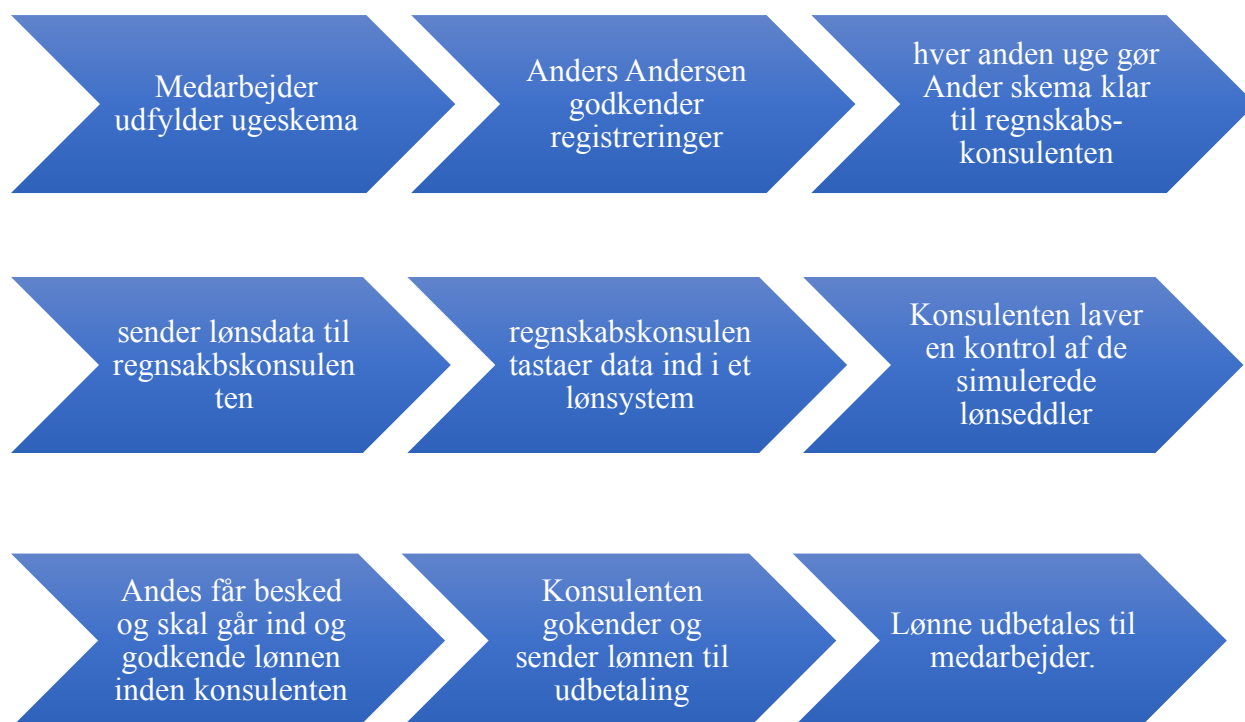 Medarbejder
udfylder ugeskema
Anders Andersen
godkender
registreringer
hver anden uge gør
Ander skema klar
til regnskabs-
konsulenten
sender lønsdata til
regnsakbskonsulen
ten
regnskabskonsulen
tastaer data ind i et
lønsystem
Konsulenten laver
en kontrol af de
simulerede
lønseddler
Andes får besked
og skal går ind og
godkende lønnen
inden konsulenten
Konsulenten
gokender og
sender lønnen til
udbetaling
Lønne udbetales til
medarbejder.